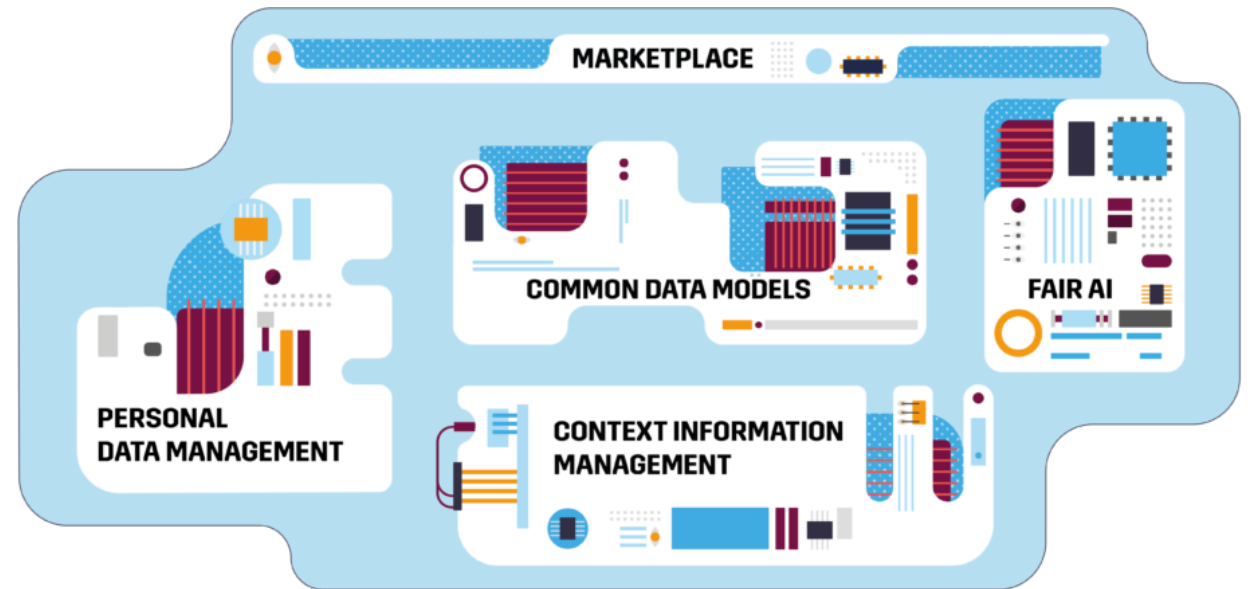 MARKETPLACE
COMMON DATA MODELS
FAIR AI
PERSONAL
DATA MANAGEMENT
CONTEXT INFORMATION
MANAGEMENT